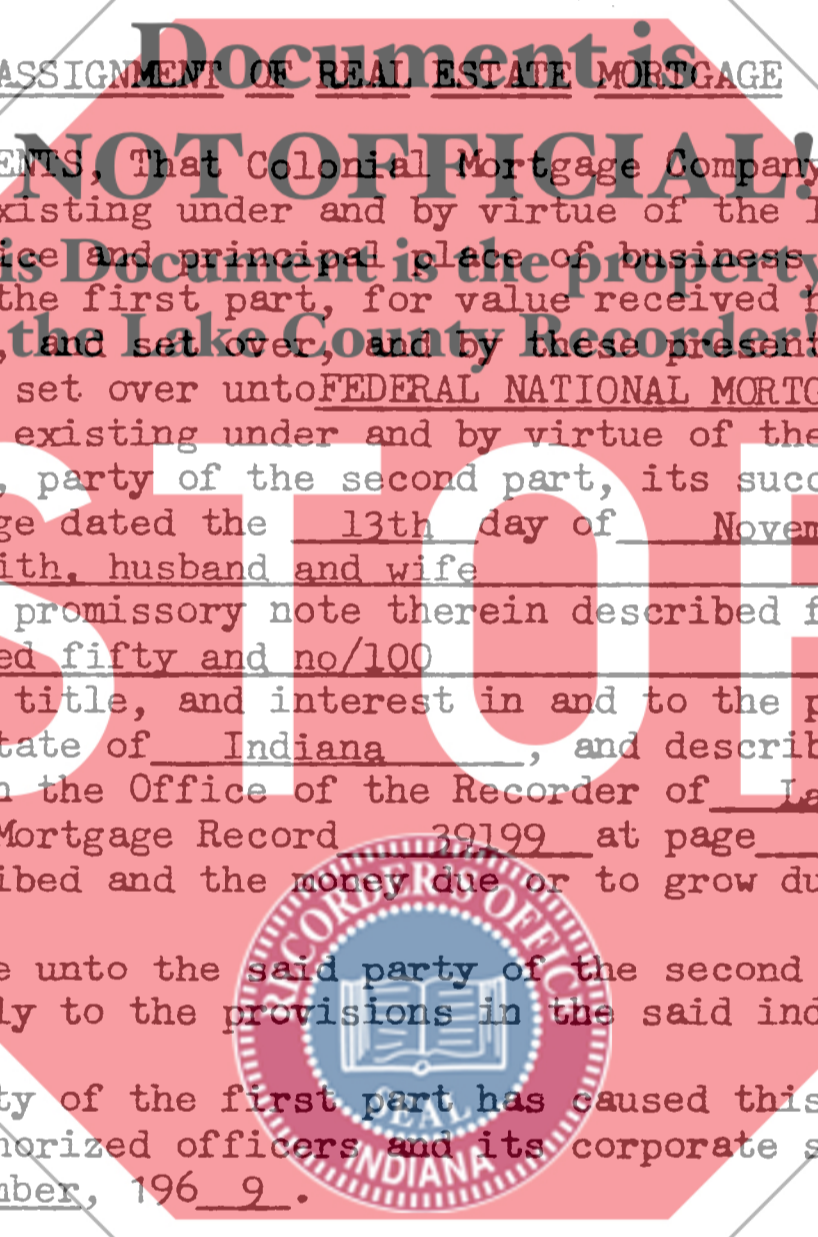 Document is
ASSIGNMENT OF REAL ESTATE MORTGAGE
NOT OFFICIAL!
ENTS, That Colonial Mortgage Company
xisting under and by virtue of the
is Document is the property
ice and principal place of business
the first part, for value received
the Lake County Recorder!
, and set over, and by these present
set over unto FEDERAL NATIONAL MORTG
existing under and by virtue of the
, party of the second part, its succ
STOP
ge dated the 13th day of Novem
ith, husband and wife
promissory note therein described f
ed fifty and no/100
title, and interest in and to the p
tate of Indiana, and describ
n the Office of the Recorder of La
Mortgage Record 39199 at page
ibed and the money due or to grow du
RECORDER'S OFFIC
e unto the said party of the second
ly to the provisions in the said ind
SEAL
ty of the first part has caused this
horized officers and its corporate s
INDIANA
mber, 196 9.